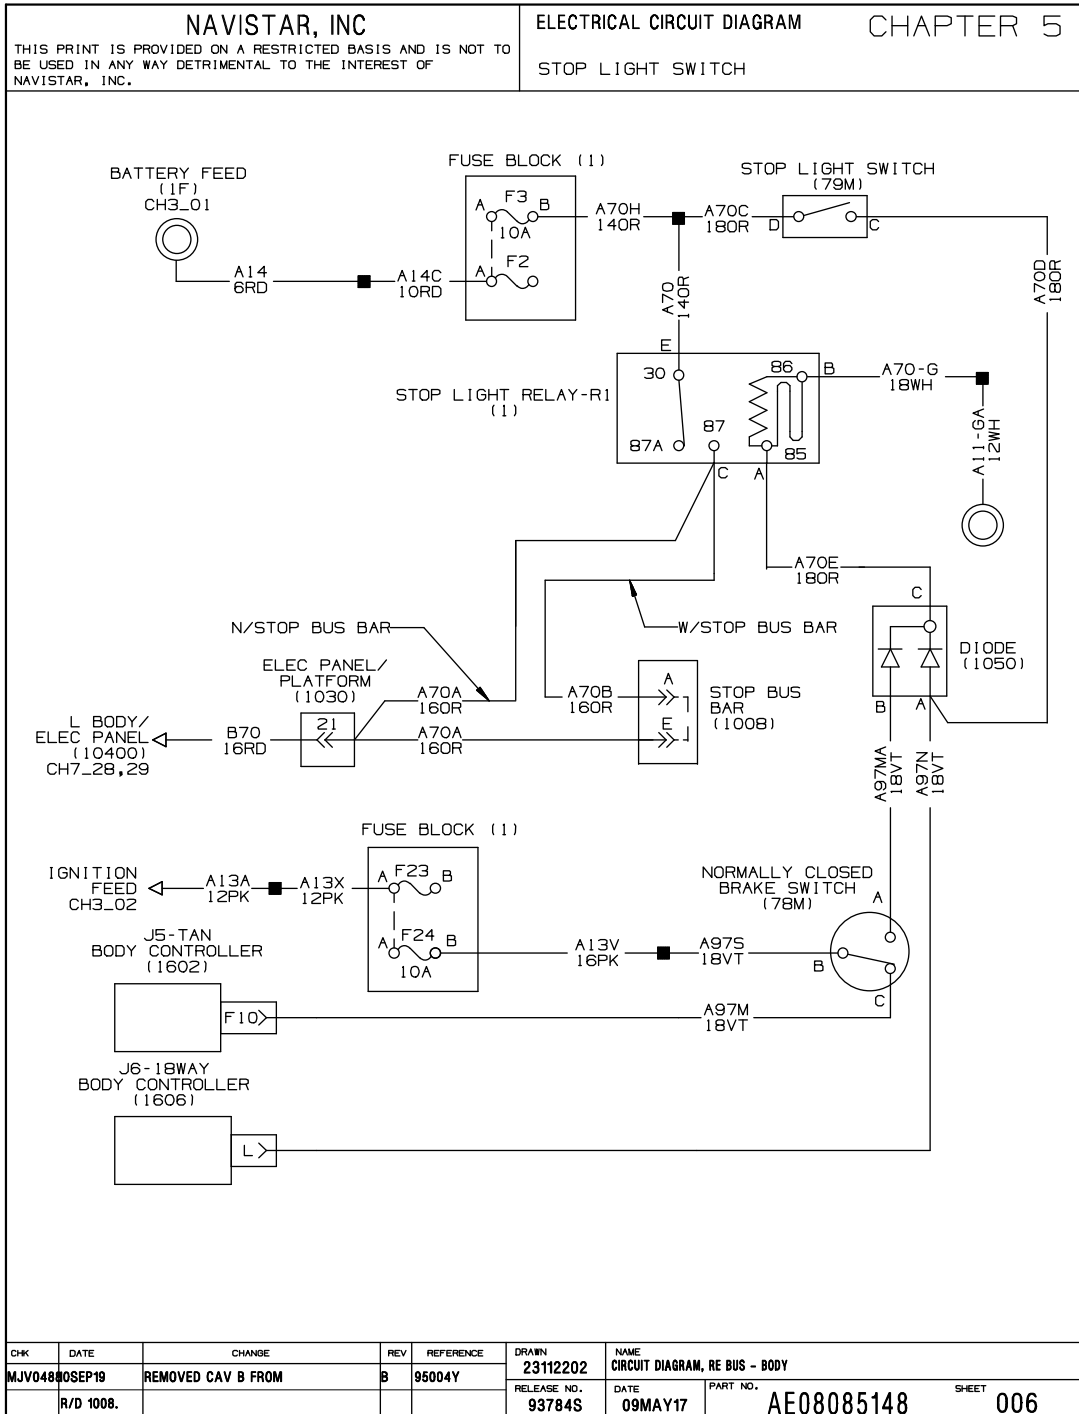 NAVISTAR, INC
THIS PRINT IS PROVIDED ON A RESTRICTED BASIS AND IS NOT TO
BE USED IN ANY WAY DETRIMENTAL TO THE INTEREST OF
NAVISTAR, INC.
ELECTRICAL CIRCUIT DIAGRAM
CHAPTER 5
STOP LIGHT SWITCH
BATTERY FEED
(1F)
CH3_01
A14
6RD
A14C
10RD
FUSE BLOCK (1)
A
F3
B
10A
A
F2
A70H
140R
A70C
180R
STOP LIGHT SWITCH
(79M)
D
C
A70D
180R
A70
140R
E
STOP LIGHT RELAY-R1
(1)
30
86
B
87
87A
85
C
A
A70-G
18WH
A11-GA
12WH
A70E
180R
C
DIODE
(1050)
B
A
N/STOP BUS BAR
W/STOP BUS BAR
ELEC PANEL/
PLATFORM
(1030)
21
A70A
160R
A70A
160R
A70B
160R
A
E
STOP BUS
BAR
(1008)
L BODY/
ELEC PANEL
(10400)
CH7_28,29
B70
16RD
A97MA
18VT
A97N
18VT
FUSE BLOCK (1)
IGNITION
FEED
CH3_02
A13A
12PK
A13X
12PK
A
F23
B
A
F24
B
10A
A13V
16PK
A97S
18VT
NORMALLY CLOSED
BRAKE SWITCH
(78M)
A
B
C
J5-TAN
BODY CONTROLLER
(1602)
F10
A97M
18VT
J6-18WAY
BODY CONTROLLER
(1606)
L
CHK
DATE
CHANGE
REV
REFERENCE
MJV048
0SEP19
REMOVED CAV B FROM
B
95004Y
R/D 1008.
DRAWN
23112202
NAME
CIRCUIT DIAGRAM, RE BUS - BODY
RELEASE NO.
93784S
DATE
09MAY17
PART NO.
AE08085148
SHEET
006